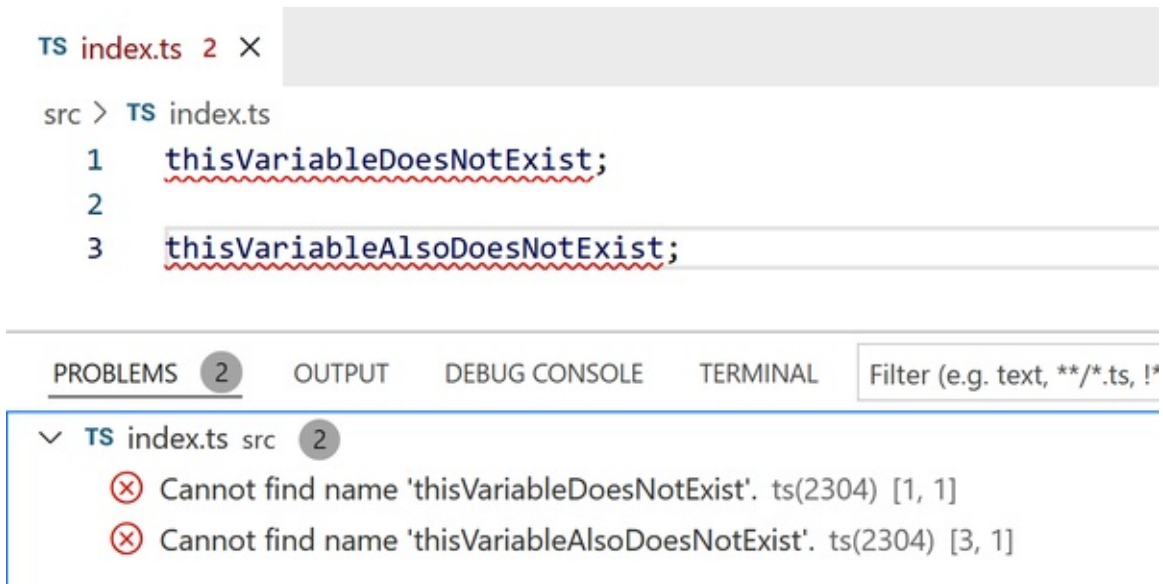 TS index.ts 2 ×
src > TS index.ts
1 thisVariableDoesNotExist;
2
3 thisVariableAlsoDoesNotExist;
PROBLEMS 2 OUTPUT DEBUG CONSOLE TERMINAL Filter (e.g. text, **/*.ts, !*
TS index.ts src 2
Cannot find name 'thisVariableDoesNotExist'. ts(2304) [1, 1]
Cannot find name 'thisVariableAlsoDoesNotExist'. ts(2304) [3, 1]